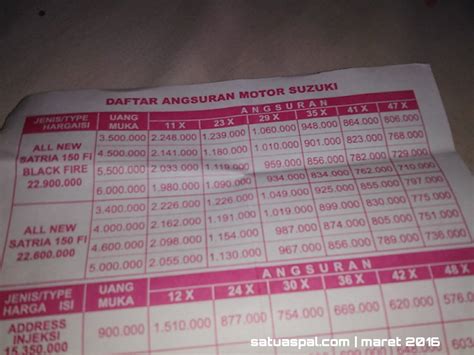 DAFTAR ANGSURAN MOTOR SUZUKI
JENIS/TYPE HARGA/ISI UANG MUKA ANGSURAN
11 X 23 X 29 X 35 X 41 X 47 X
ALL NEW SATRIA 150 FI BLACK FIRE 22.900.000
3.500.000 2.248.000 1.239.000 1.060.000 948.000 864.000 806.000
4.500.000 2.141.000 1.180.000 1.010.000 901.000 823.000 768.000
5.500.000 2.033.000 1.119.000 959.000 856.000 782.000 729.000
6.000.000 1.980.000 1.090.000 934.000 834.000 762.000 710.000
ALL NEW SATRIA 150 FI 22.600.000
3.400.000 2.226.000 1.226.000 1.049.000 938.000 855.000 797.000
4.000.000 2.162.000 1.191.000 1.019.000 910.000 831.000 775.000
4.600.000 2.098.000 1.154.000 987.000 880.000 805.000 751.000
5.000.000 2.055.000 1.130.000 967.000 874.000 787.000 736.000
JENIS/TYPE HARGA ISI UANG MUKA ANGSURAN
12 X 24 X 30 X 36 X 42 X 48 X
ADDRESS INJEKSI 15.350.000
900.000 1.510.000 877.000 754.000 669.000 620.000
satuaspal.com | maret 2016